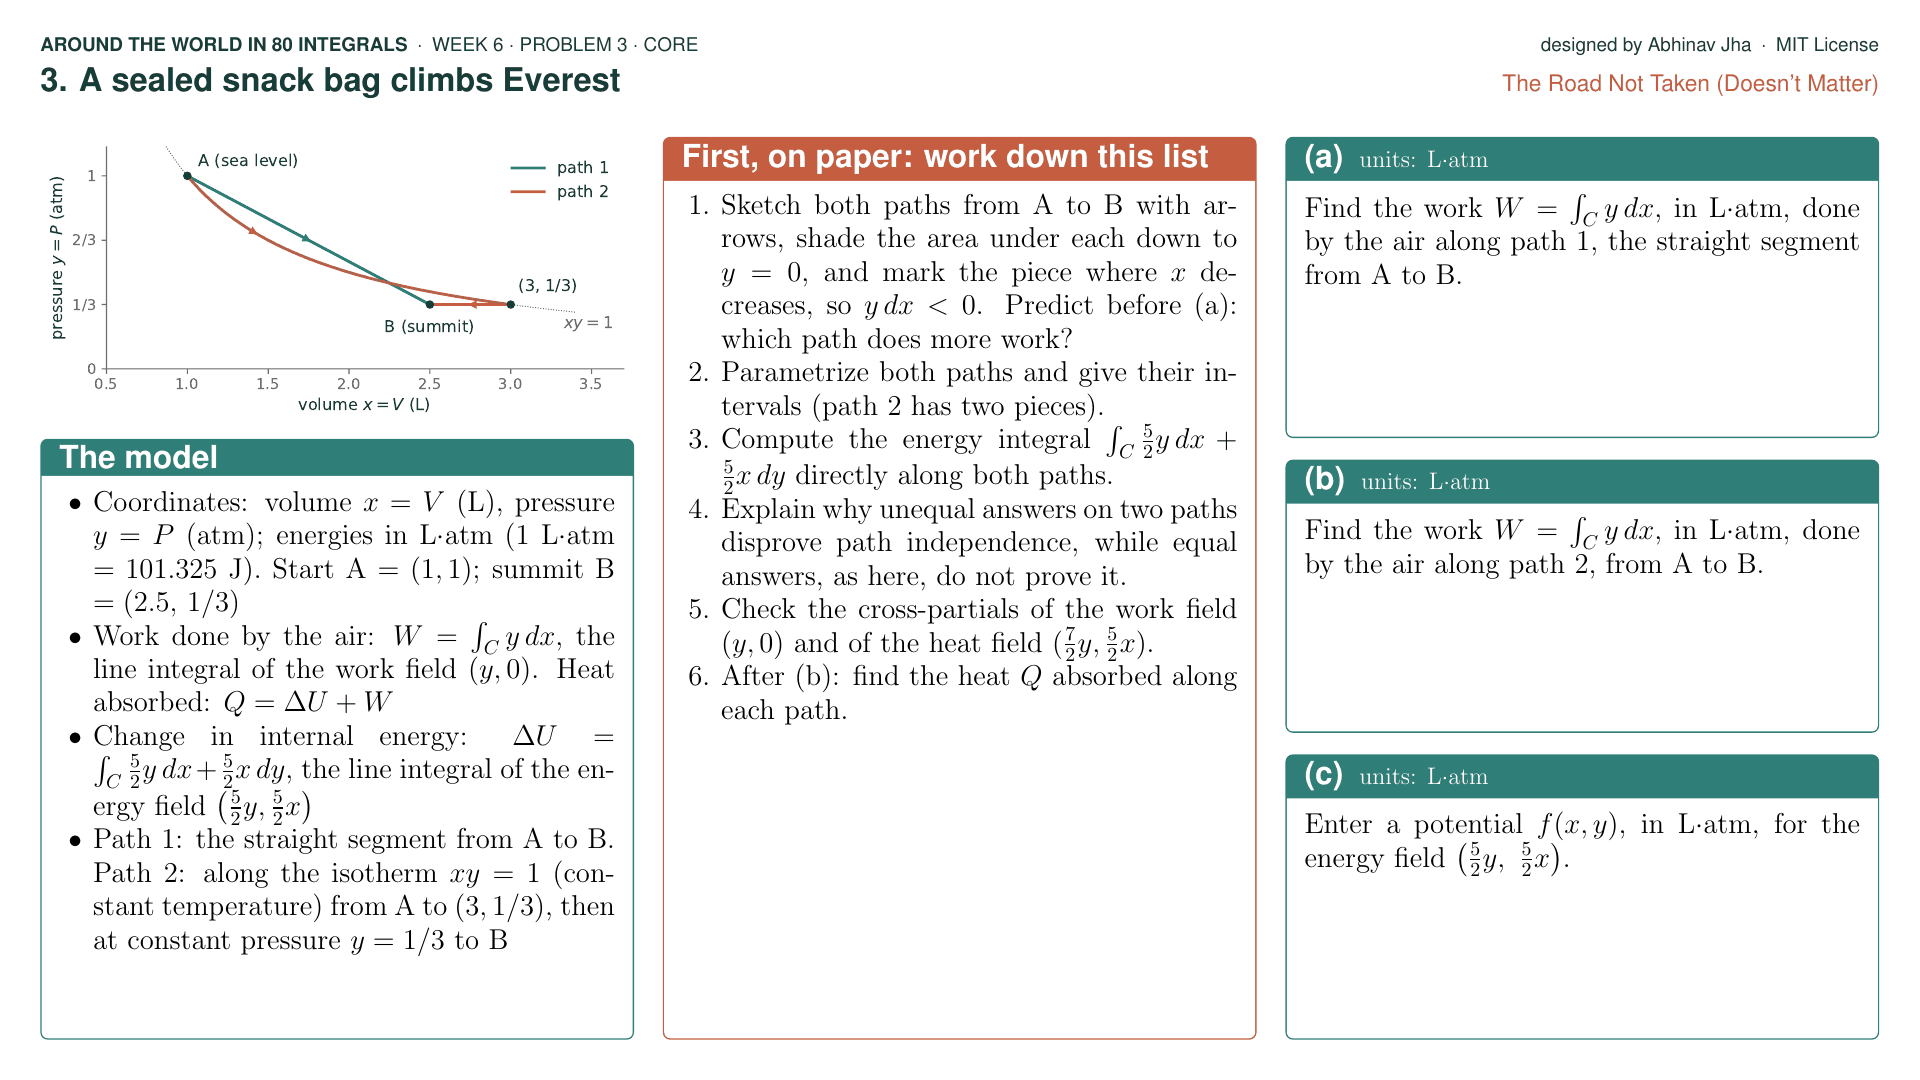 AROUND THE WORLD IN 80 INTEGRALS · WEEK 6 · PROBLEM 3 · CORE
designed by Abhinav Jha · MIT License
3. A sealed snack bag climbs Everest
The Road Not Taken (Doesn't Matter)
A (sea level)
path 1
path 2
1
2/3
1/3
0
(3, 1/3)
B (summit)
xy = 1
0.5 1.0 1.5 2.0 2.5 3.0 3.5
volume x = V (L)
pressure y = P (atm)
The model
• Coordinates: volume x = V (L), pressure
y = P (atm); energies in L·atm (1 L·atm
= 101.325 J). Start A = (1, 1); summit B
= (2.5, 1/3)
• Work done by the air: W = ∫_C y dx, the
line integral of the work field (y, 0). Heat
absorbed: Q = ΔU + W
• Change in internal energy: ΔU =
∫_C 5/2 y dx + 5/2 x dy, the line integral of the en-
ergy field (5/2 y, 5/2 x)
• Path 1: the straight segment from A to B.
Path 2: along the isotherm xy = 1 (con-
stant temperature) from A to (3, 1/3), then
at constant pressure y = 1/3 to B
First, on paper: work down this list
1. Sketch both paths from A to B with ar-
rows, shade the area under each down to
y = 0, and mark the piece where x de-
creases, so y dx < 0. Predict before (a):
which path does more work?
2. Parametrize both paths and give their in-
tervals (path 2 has two pieces).
3. Compute the energy integral ∫_C 5/2 y dx +
5/2 x dy directly along both paths.
4. Explain why unequal answers on two paths
disprove path independence, while equal
answers, as here, do not prove it.
5. Check the cross-partials of the work field
(y, 0) and of the heat field (7/2 y, 5/2 x).
6. After (b): find the heat Q absorbed along
each path.
(a) units: L·atm
Find the work W = ∫_C y dx, in L·atm, done
by the air along path 1, the straight segment
from A to B.
(b) units: L·atm
Find the work W = ∫_C y dx, in L·atm, done
by the air along path 2, from A to B.
(c) units: L·atm
Enter a potential f(x, y), in L·atm, for the
energy field (5/2 y, 5/2 x).